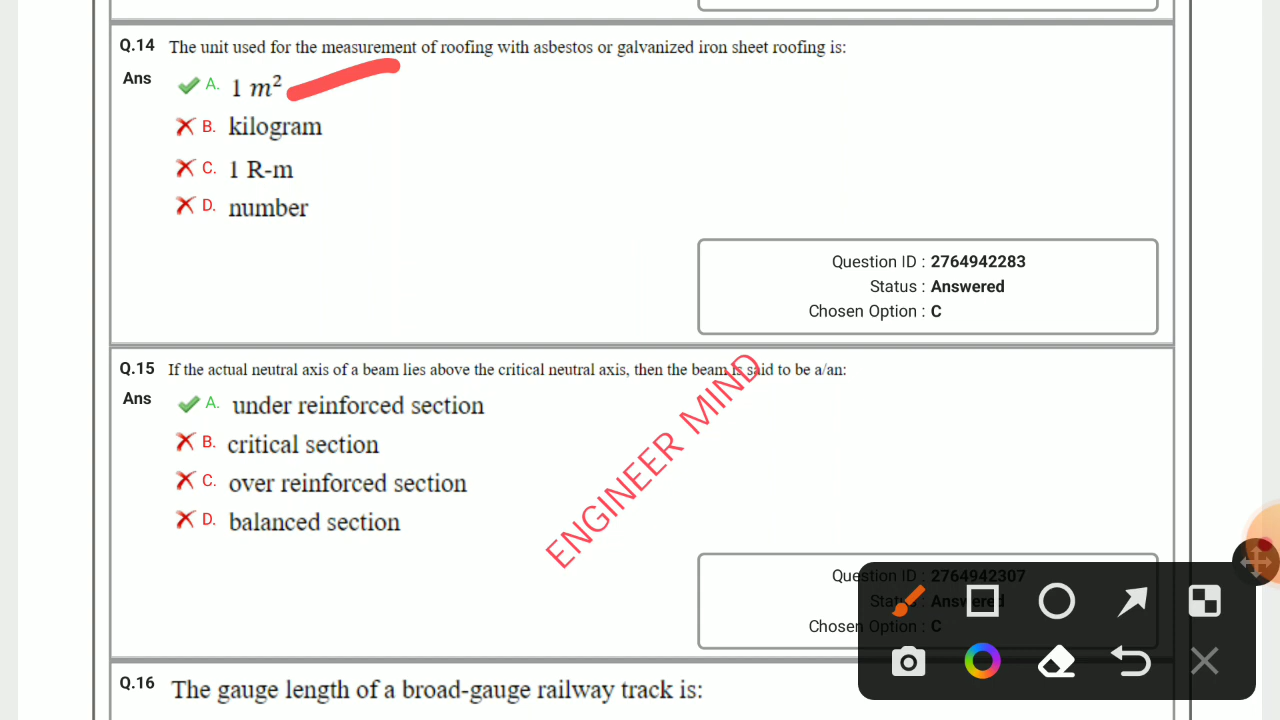 Q.14 The unit used for the measurement of roofing with asbestos or galvanized iron sheet roofing is:
Ans A. 1 m²
B. kilogram
C. 1 R-m
D. number
Question ID : 2764942283
Status : Answered
Chosen Option : C
Q.15 If the actual neutral axis of a beam lies above the critical neutral axis, then the beam is said to be a/an:
Ans A. under reinforced section
B. critical section
C. over reinforced section
D. balanced section
ENGINEER MIND
Question ID : 2764942307
Status : Answered
Chosen Option : C
Q.16 The gauge length of a broad-gauge railway track is: